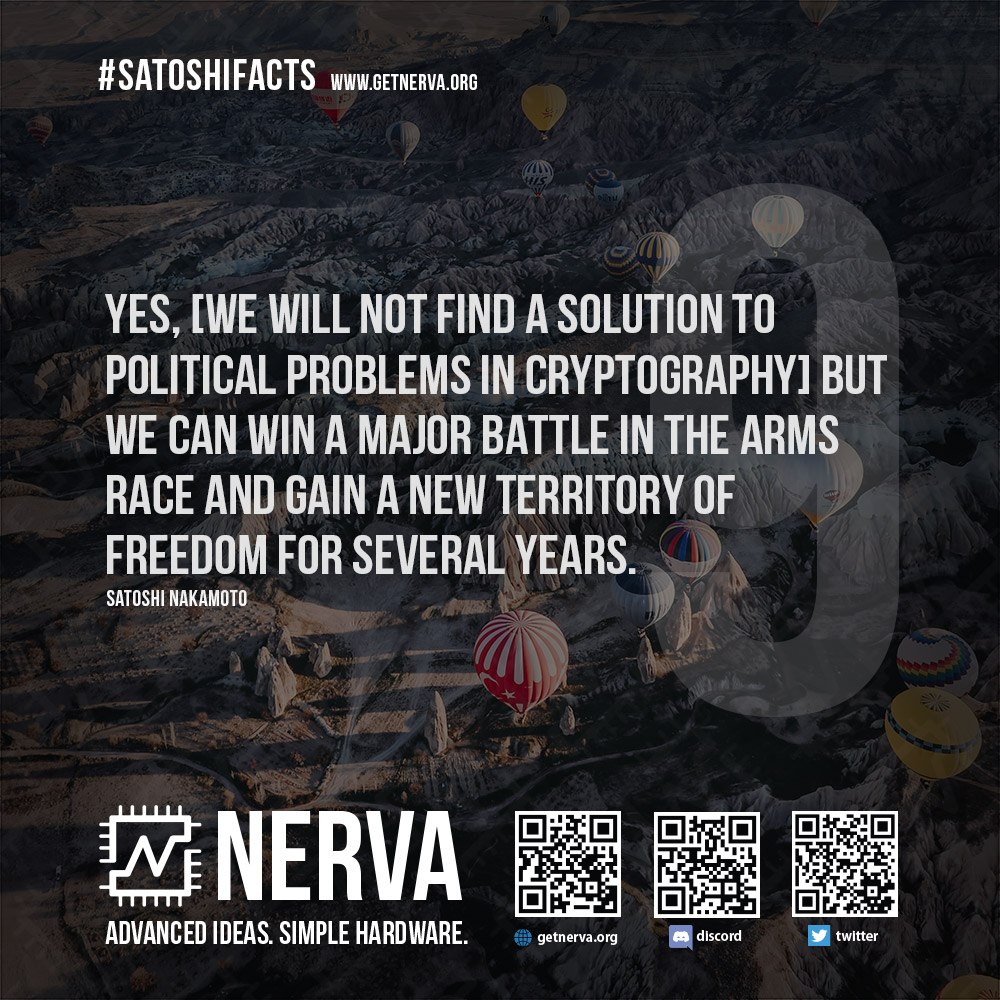 #SATOSHIFACTS WWW.GETNERVA.ORG
9
YES, [WE WILL NOT FIND A SOLUTION TO
POLITICAL PROBLEMS IN CRYPTOGRAPHY] BUT
WE CAN WIN A MAJOR BATTLE IN THE ARMS
RACE AND GAIN A NEW TERRITORY OF
FREEDOM FOR SEVERAL YEARS.
SATOSHI NAKAMOTO
NERVA
ADVANCED IDEAS. SIMPLE HARDWARE.
getnerva.org discord twitter